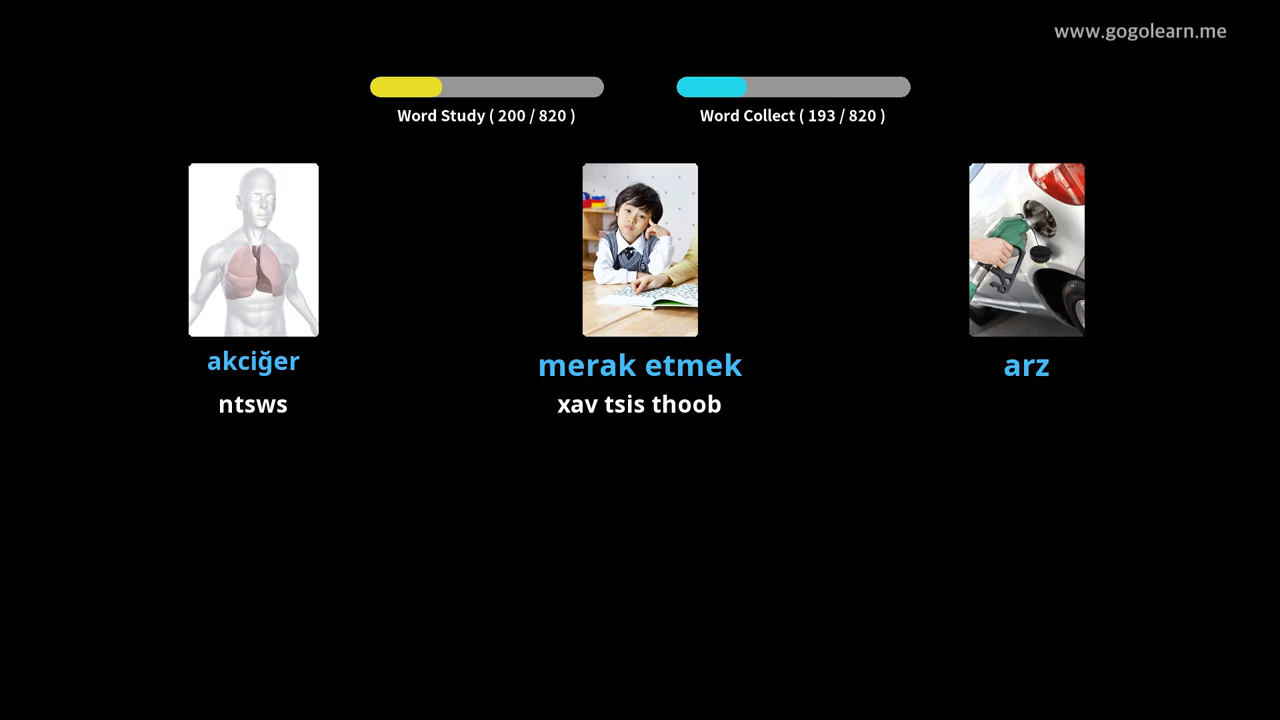 www.gogolearn.me
Word Study ( 200 / 820 )
Word Collect ( 193 / 820 )
akciğer
merak etmek
arz
ntsws
xav tsis thoob